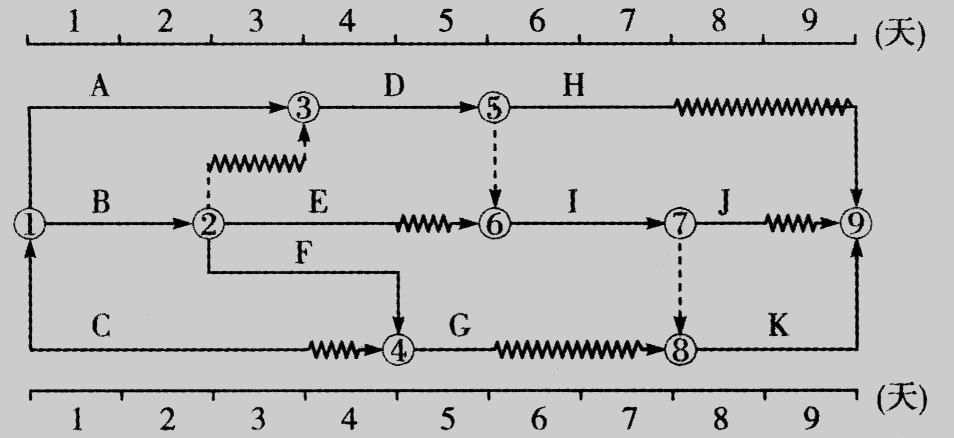 1 2 3 4 5 6 7 8 9 (天)
A ③ D ⑤ H
① B ② E ⑥ I ⑦ J ⑨
F
C ④ G ⑧ K
1 2 3 4 5 6 7 8 9 (天)